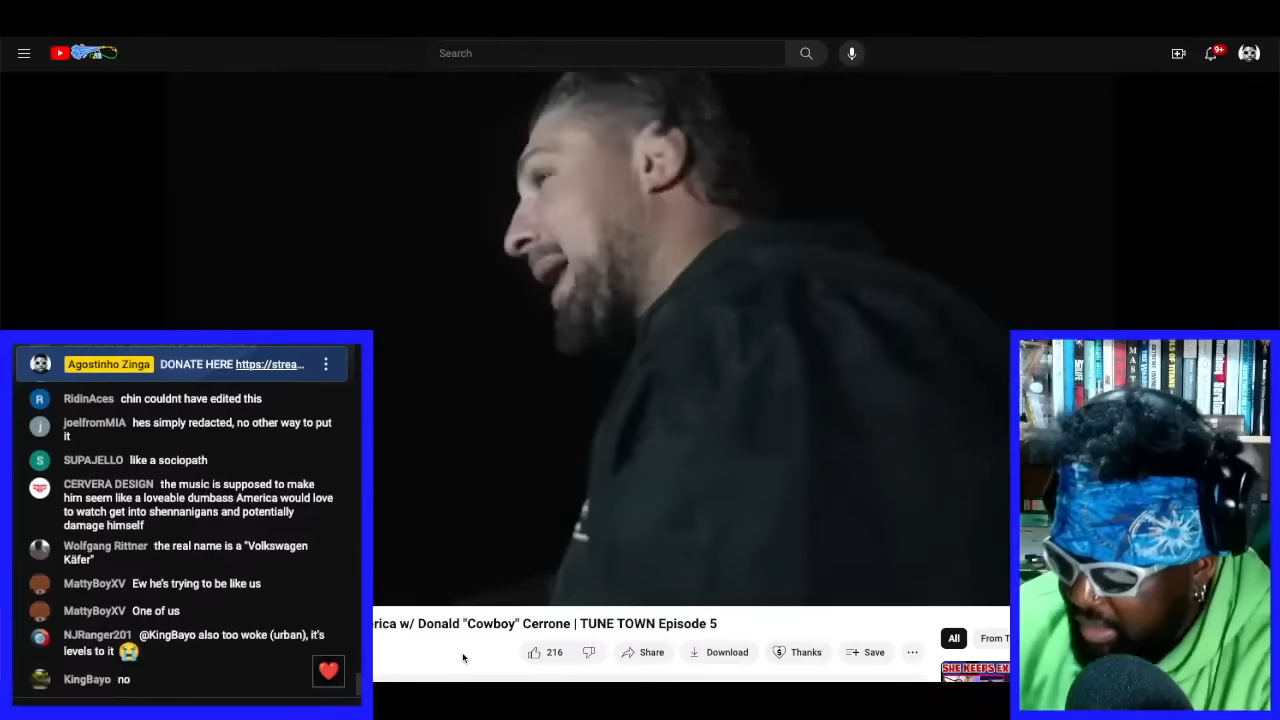 Search
9+
Agostinho Zinga DONATE HERE https://strea...
R RidinAces chin couldnt have edited this
j joelfromMIA hes simply redacted, no other way to put
it
S SUPAJELLO like a sociopath
CERVERA DESIGN the music is supposed to make
him seem like a loveable dumbass America would love
to watch get into shennanigans and potentially
damage himself
Wolfgang Rittner the real name is a "Volkswagen
Käfer"
MattyBoyXV Ew he's trying to be like us
MattyBoyXV One of us
NJRanger201 @KingBayo also too woke (urban), it's
levels to it
KingBayo no
rica w/ Donald "Cowboy" Cerrone | TUNE TOWN Episode 5
216
Share
Download
Thanks
Save
All
From T
SHE KEEPS EX